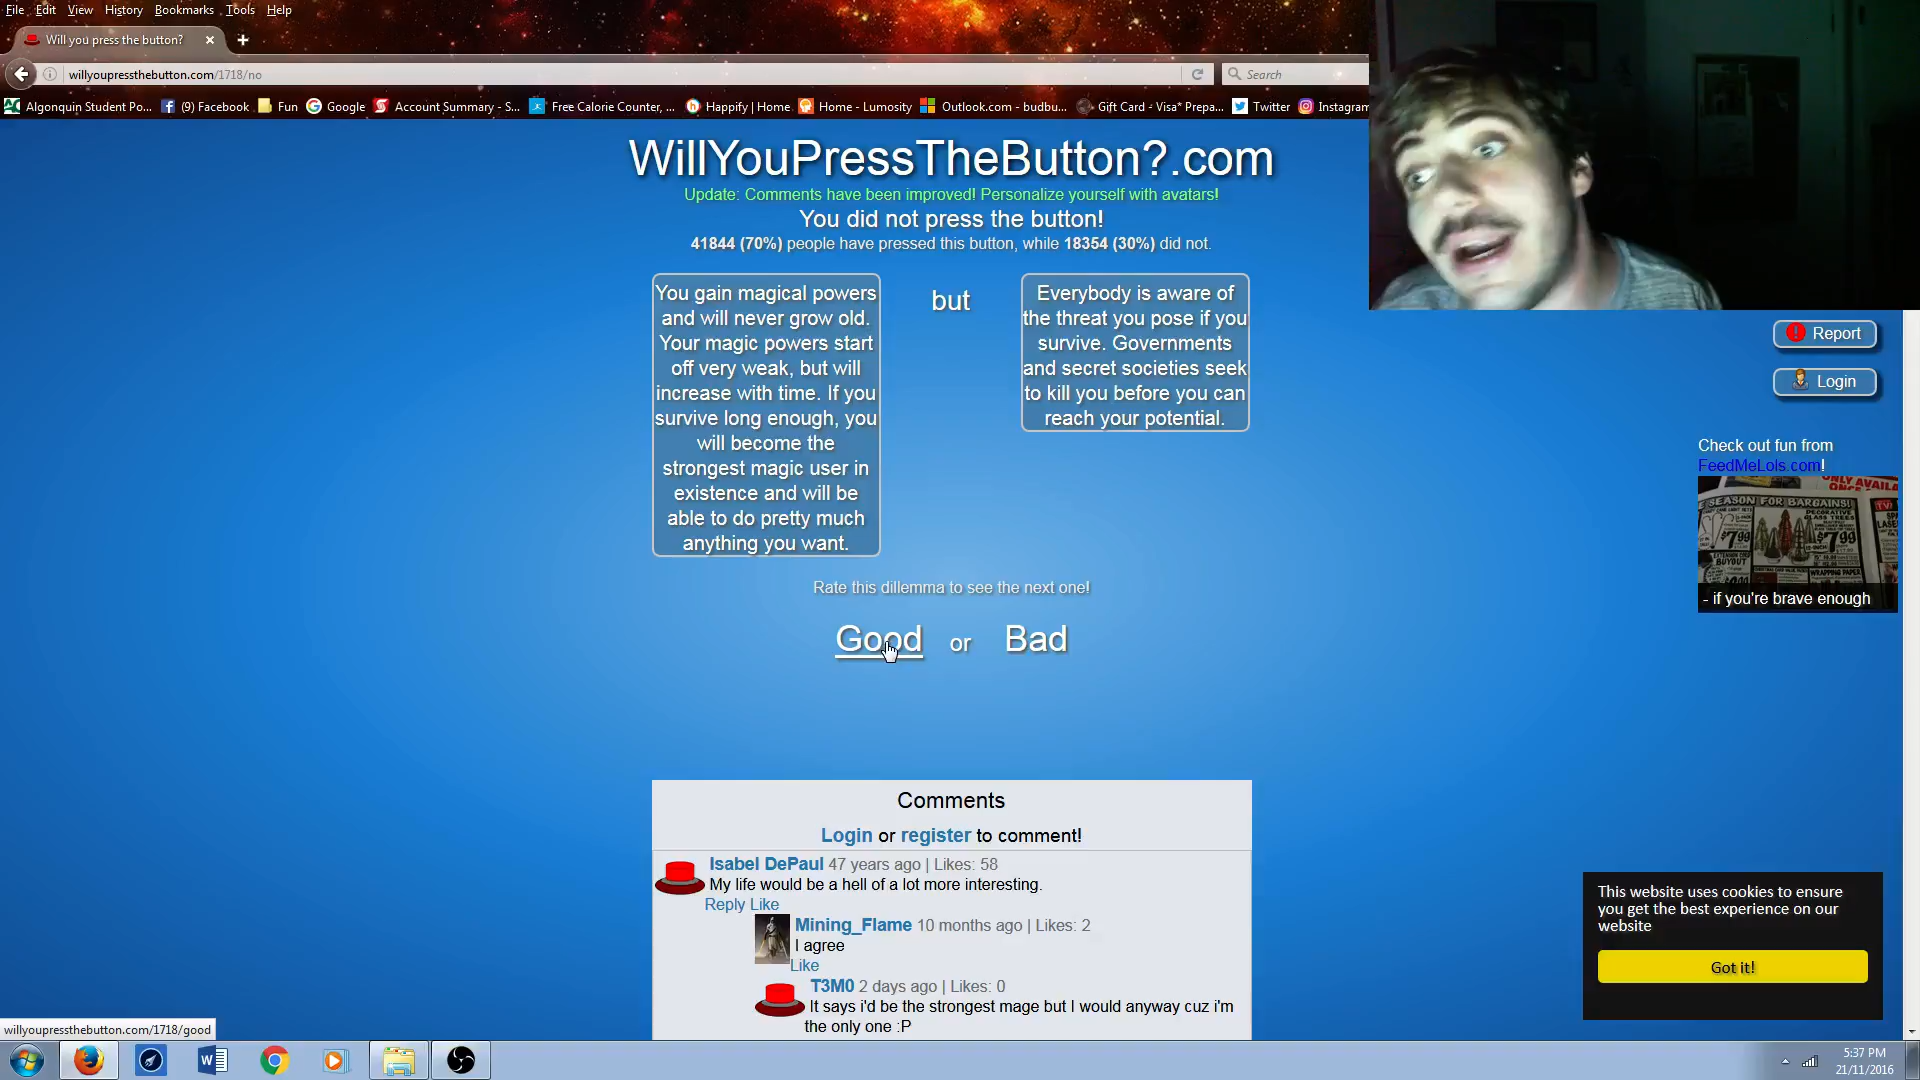 File Edit View History Bookmarks Tools Help
Will you press the button?
willyoupressthebutton.com/1718/no
Search
Algonquin Student Po... (9) Facebook Fun Google Account Summary - S... Free Calorie Counter, ... Happify | Home Home - Lumosity Outlook.com - budbu... Gift Card - Visa* Prepa... Twitter Instagram
WillYouPressTheButton?.com
Update: Comments have been improved! Personalize yourself with avatars!
You did not press the button!
41844 (70%) people have pressed this button, while 18354 (30%) did not.
You gain magical powers
and will never grow old.
Your magic powers start
off very weak, but will
increase with time. If you
survive long enough, you
will become the
strongest magic user in
existence and will be
able to do pretty much
anything you want.
but
Everybody is aware of
the threat you pose if you
survive. Governments
and secret societies seek
to kill you before you can
reach your potential.
Report
Login
Check out fun from
FeedMeLols.com!
ONLY AVAILA
ONCE
SEASON FOR BARGAINS!
$7.99
$7.99
WRAPPING PAPER
- if you're brave enough
Rate this dillemma to see the next one!
Good or Bad
Comments
Login or register to comment!
Isabel DePaul 47 years ago | Likes: 58
My life would be a hell of a lot more interesting.
Reply Like
Mining_Flame 10 months ago | Likes: 2
I agree
Like
T3M0 2 days ago | Likes: 0
It says i'd be the strongest mage but I would anyway cuz i'm
the only one :P
This website uses cookies to ensure
you get the best experience on our
website
Got it!
willyoupressthebutton.com/1718/good
5:37 PM
21/11/2016